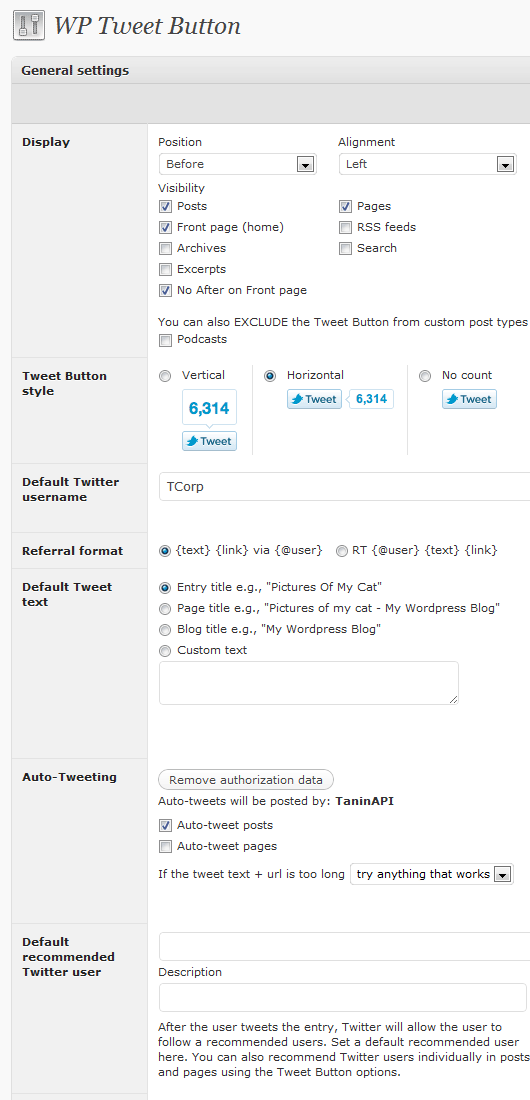 WP Tweet Button
General settings
Display
Position Alignment
Before Left
Visibility
Posts Pages
Front page (home) RSS feeds
Archives Search
Excerpts
No After on Front page
You can also EXCLUDE the Tweet Button from custom post types
Podcasts
Tweet Button style
Vertical Horizontal No count
6,314 Tweet 6,314 Tweet
Tweet
Default Twitter username
TCorp
Referral format
{text} {link} via {@user} RT {@user} {text} {link}
Default Tweet text
Entry title e.g., "Pictures Of My Cat"
Page title e.g., "Pictures of my cat - My Wordpress Blog"
Blog title e.g., "My Wordpress Blog"
Custom text
Auto-Tweeting
Remove authorization data
Auto-tweets will be posted by: TaninAPI
Auto-tweet posts
Auto-tweet pages
If the tweet text + url is too long try anything that works
Default recommended Twitter user
Description
After the user tweets the entry, Twitter will allow the user to
follow a recommended users. Set a default recommended user
here. You can also recommend Twitter users individually in posts
and pages using the Tweet Button options.